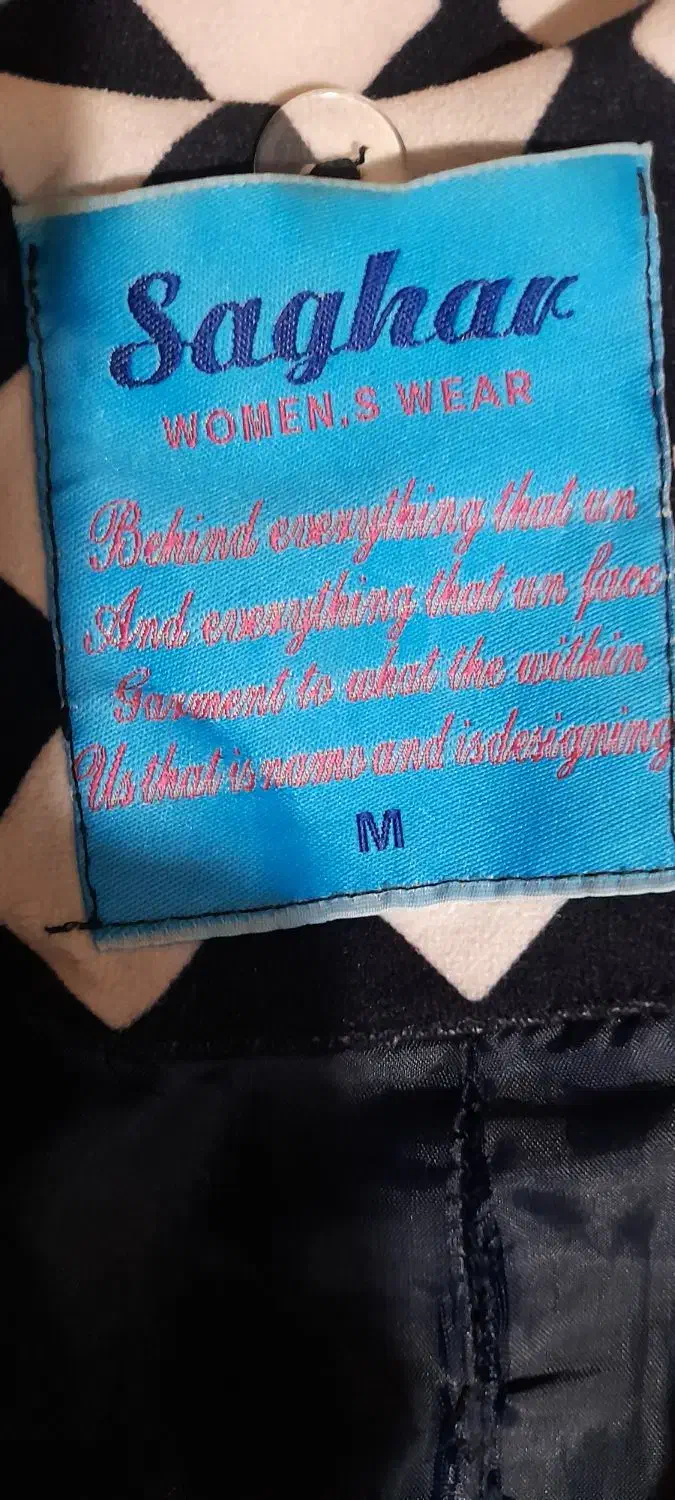 Saghar
WOMEN,S WEAR
Behind everything that un
And everything that un face
Garment to what the within
Us that is namo and isdesigning
M